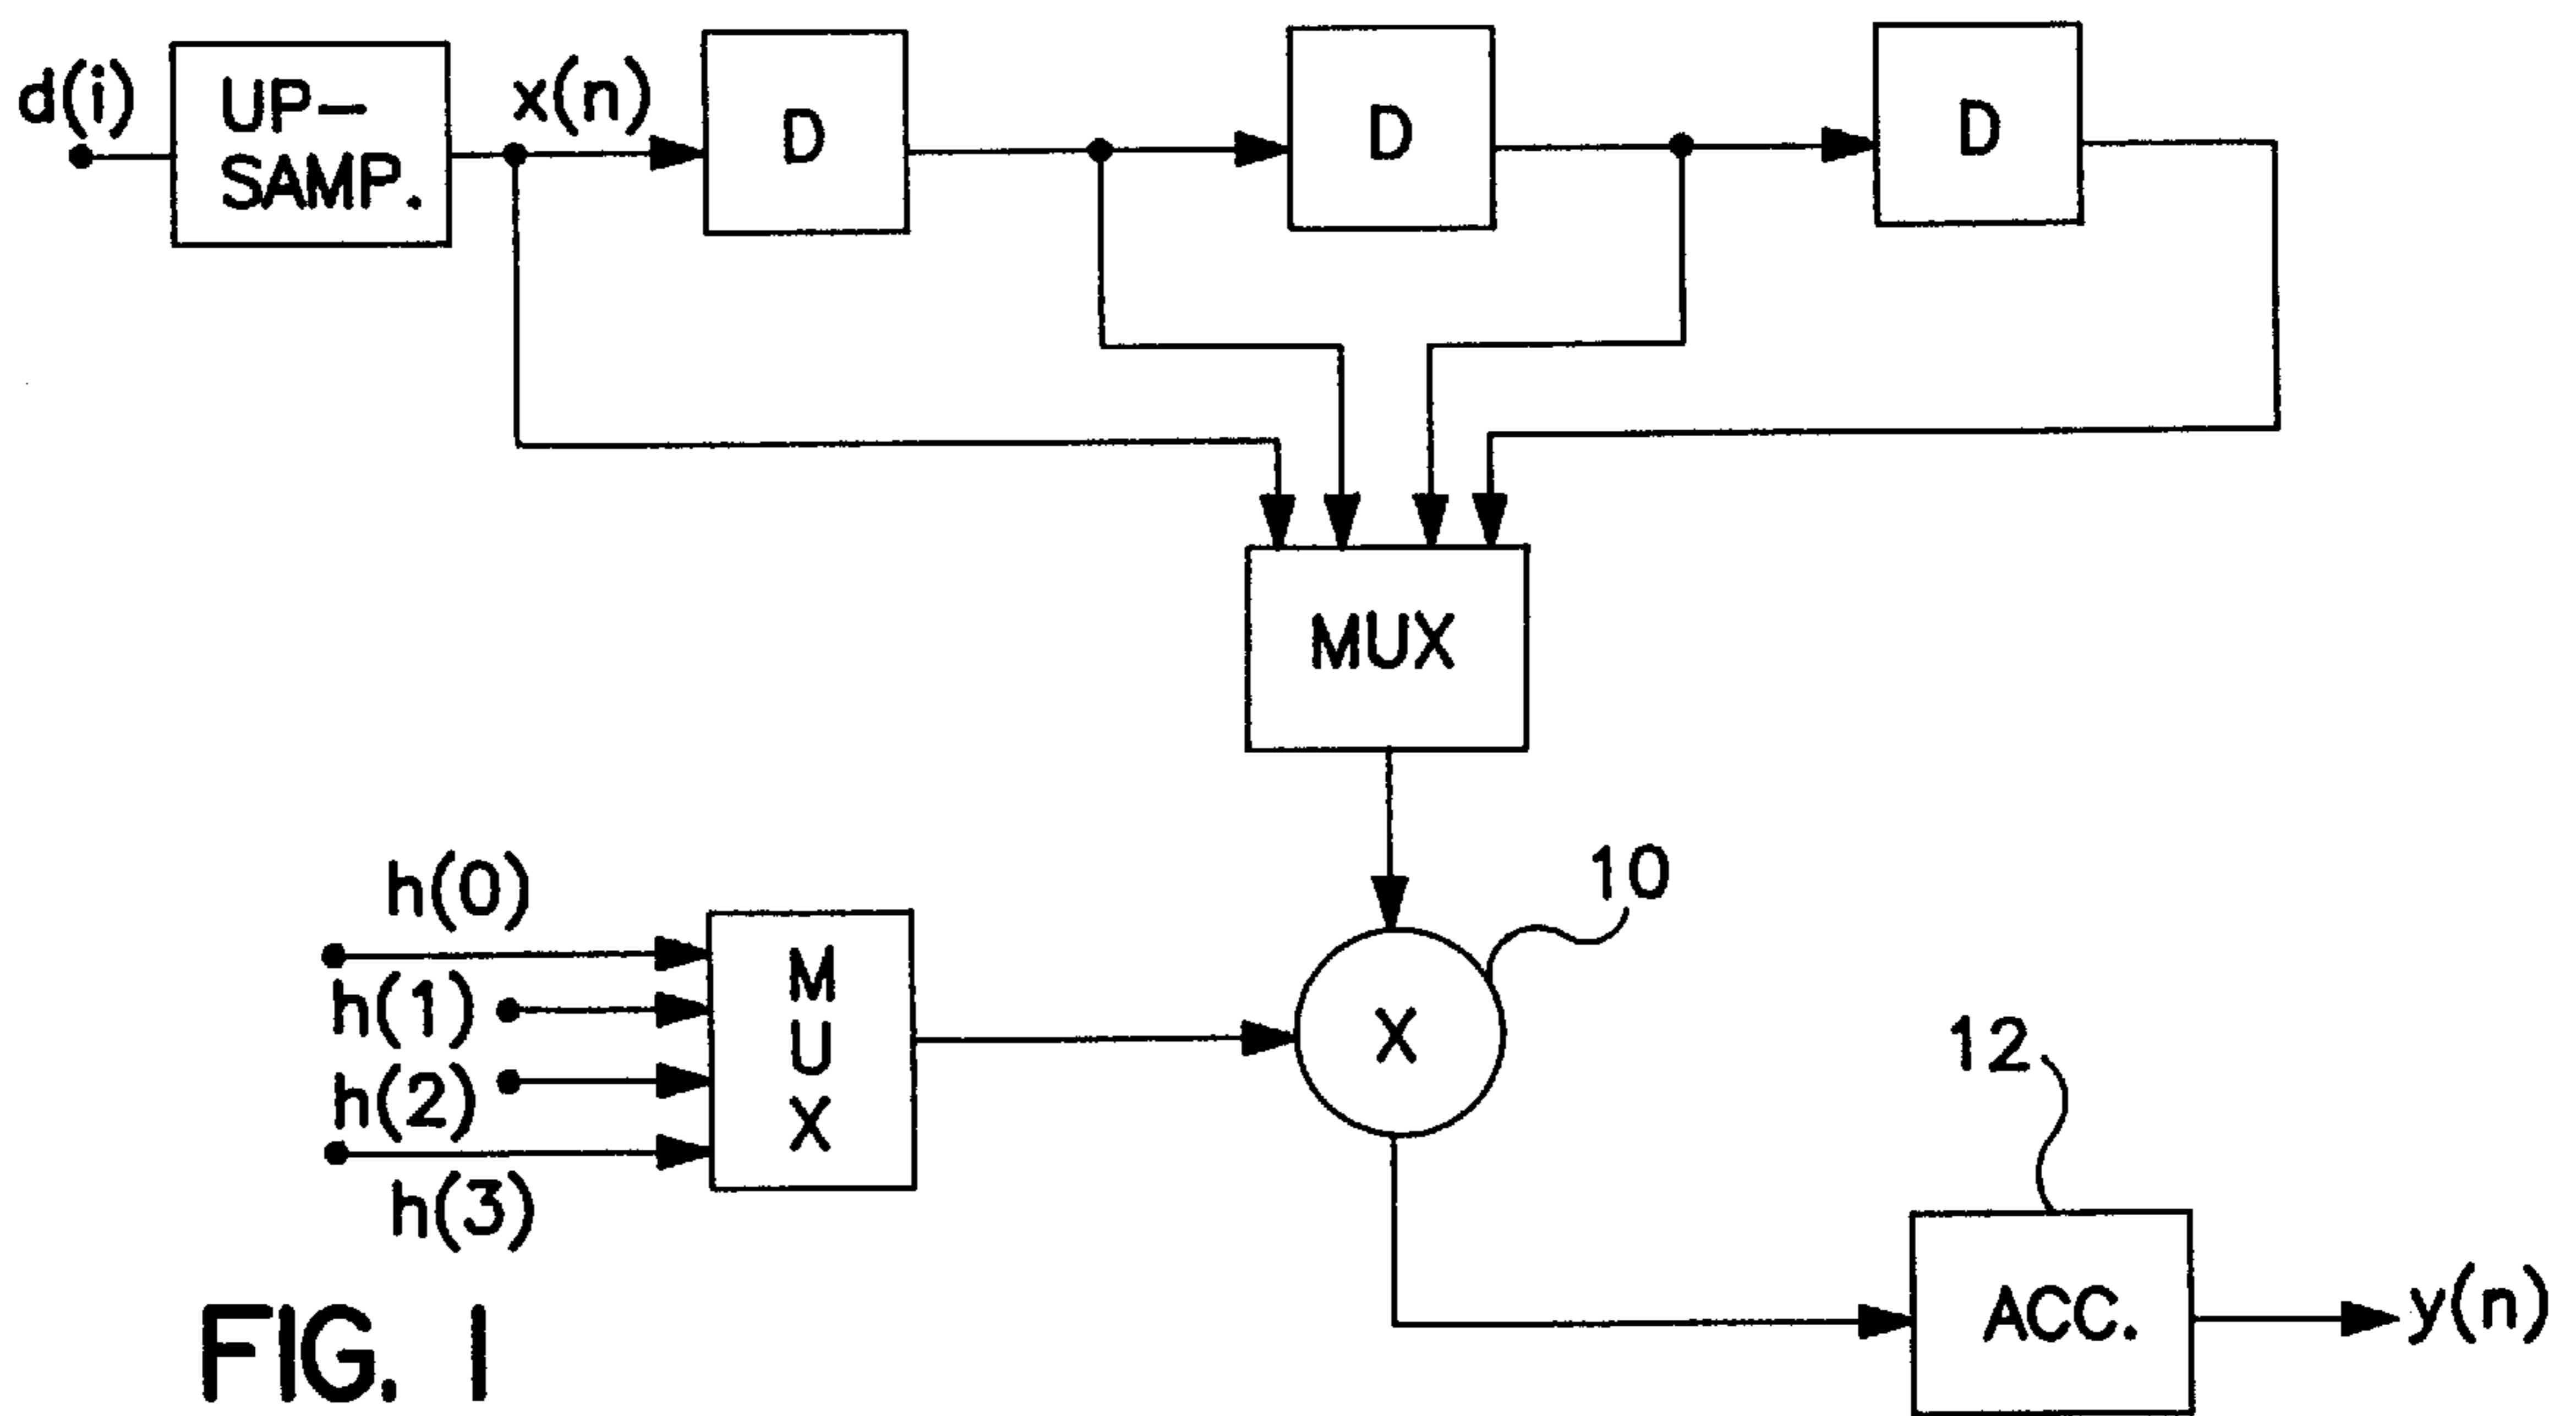 d(i)
UP-
SAMP.
x(n)
D
D
D
MUX
h(0)
h(1)
h(2)
h(3)
M
U
X
X
10
12
ACC.
y(n)
FIG. 1